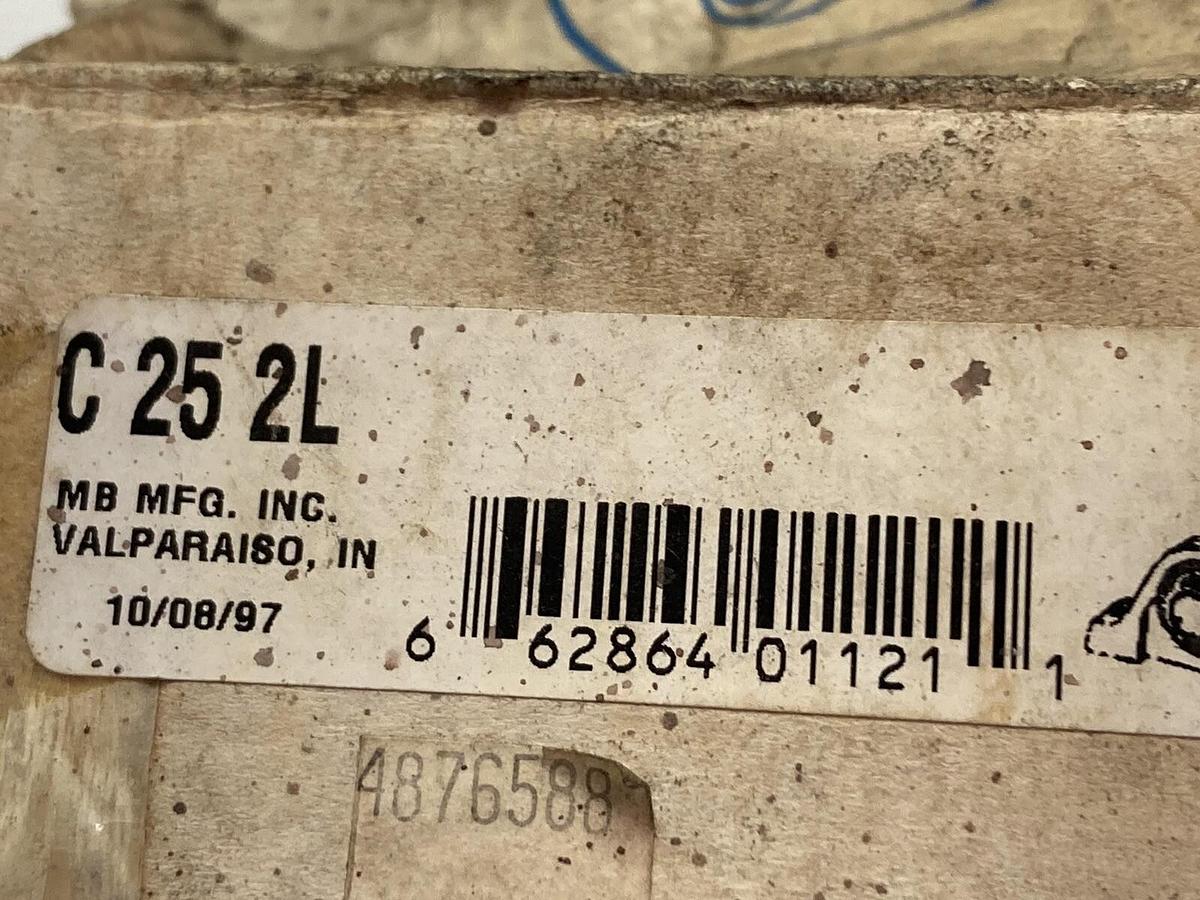 C 25 2L
MB MFG. INC.
VALPARAISO, IN
10/08/97
6 62864 01121 1
4876588